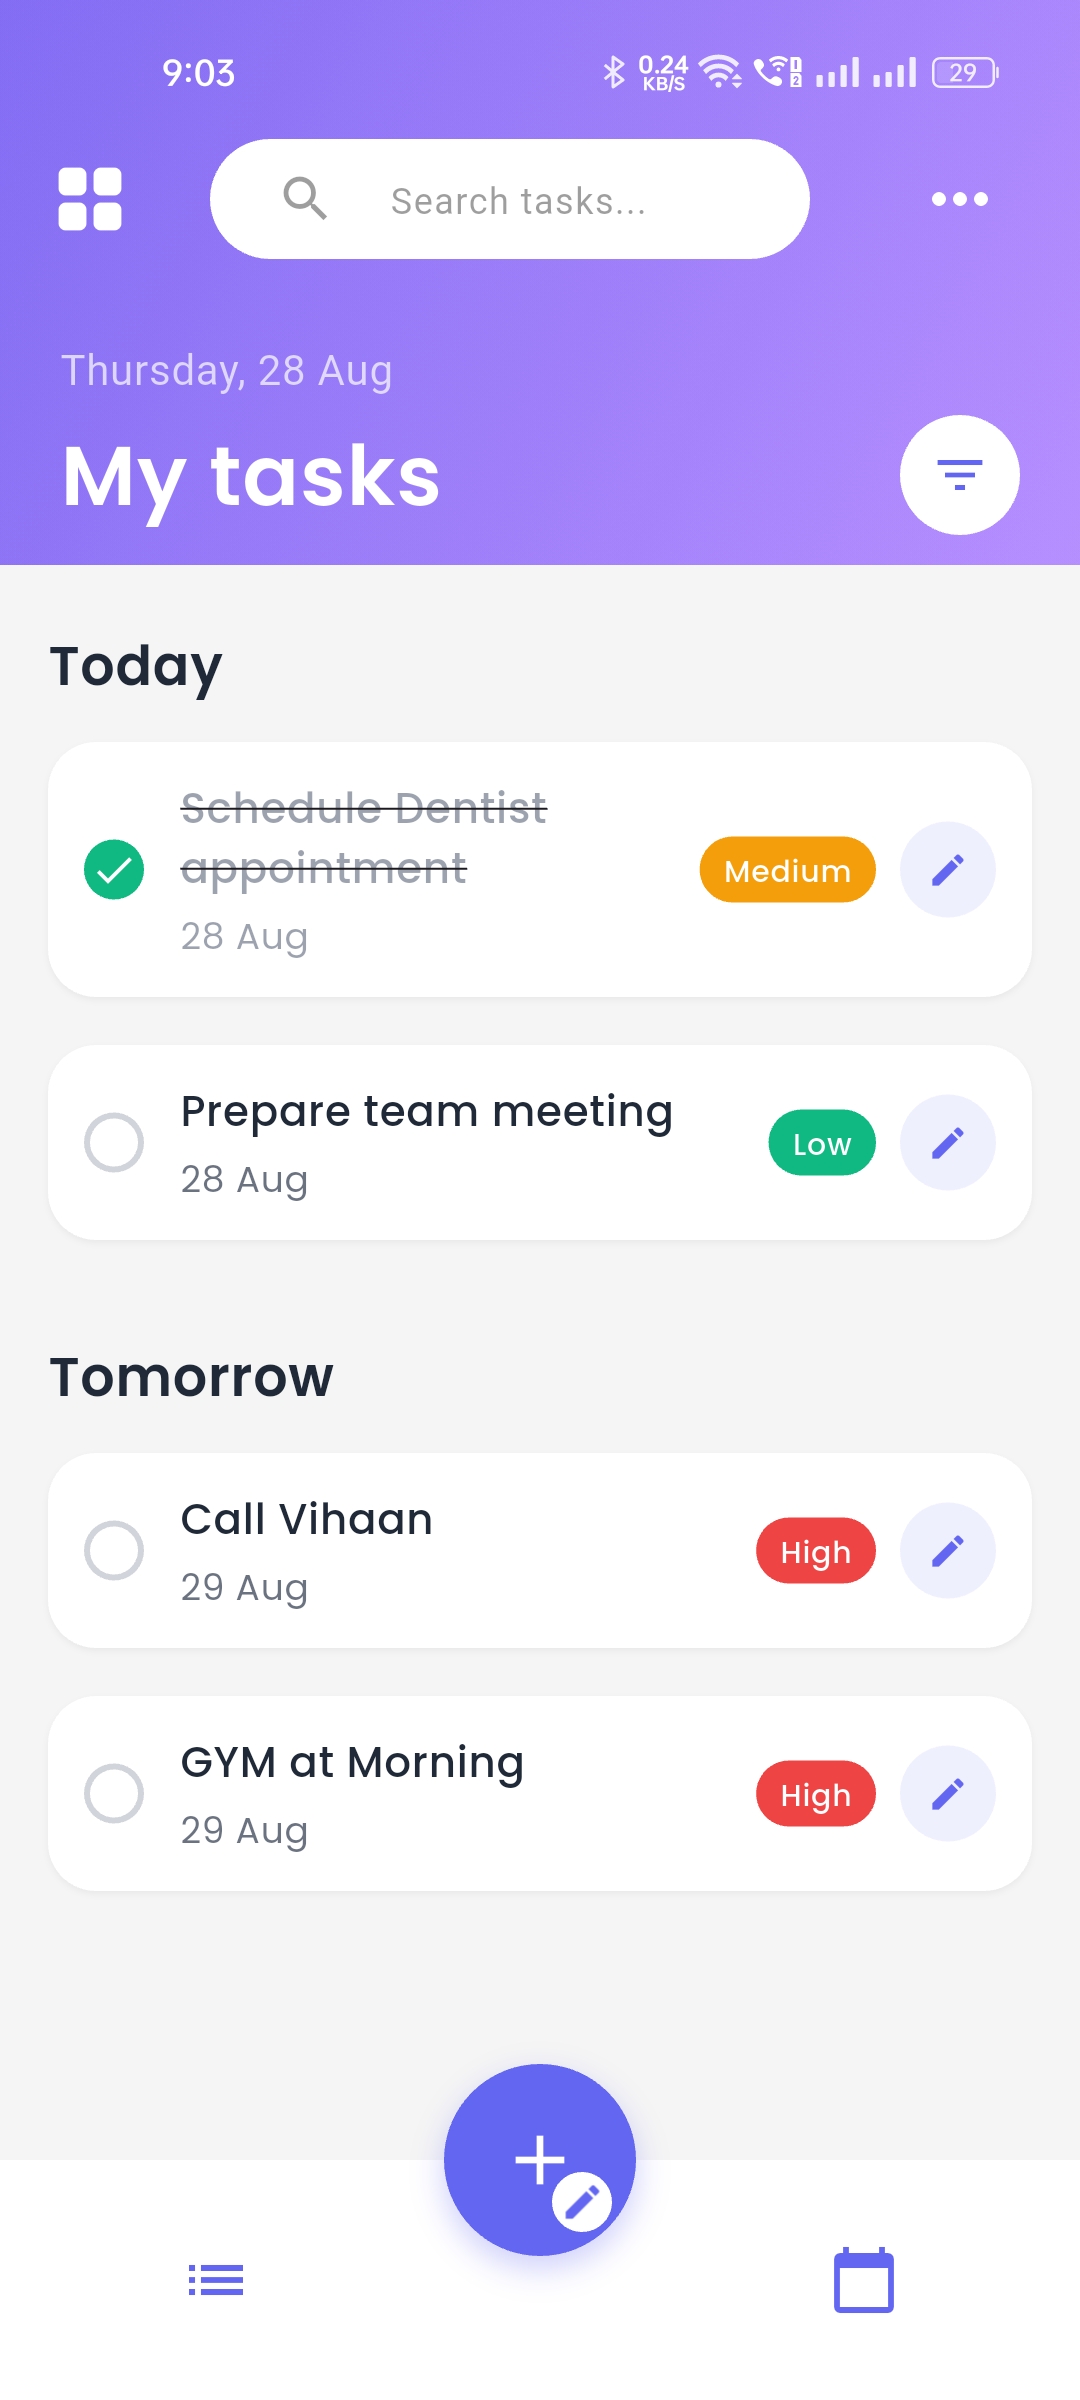 9:03
0.24
KB/S
1
2
29
Search tasks...
Thursday, 28 Aug
My tasks
Today
Schedule Dentist
appointment
28 Aug
Medium
Prepare team meeting
28 Aug
Low
Tomorrow
Call Vihaan
29 Aug
High
GYM at Morning
29 Aug
High